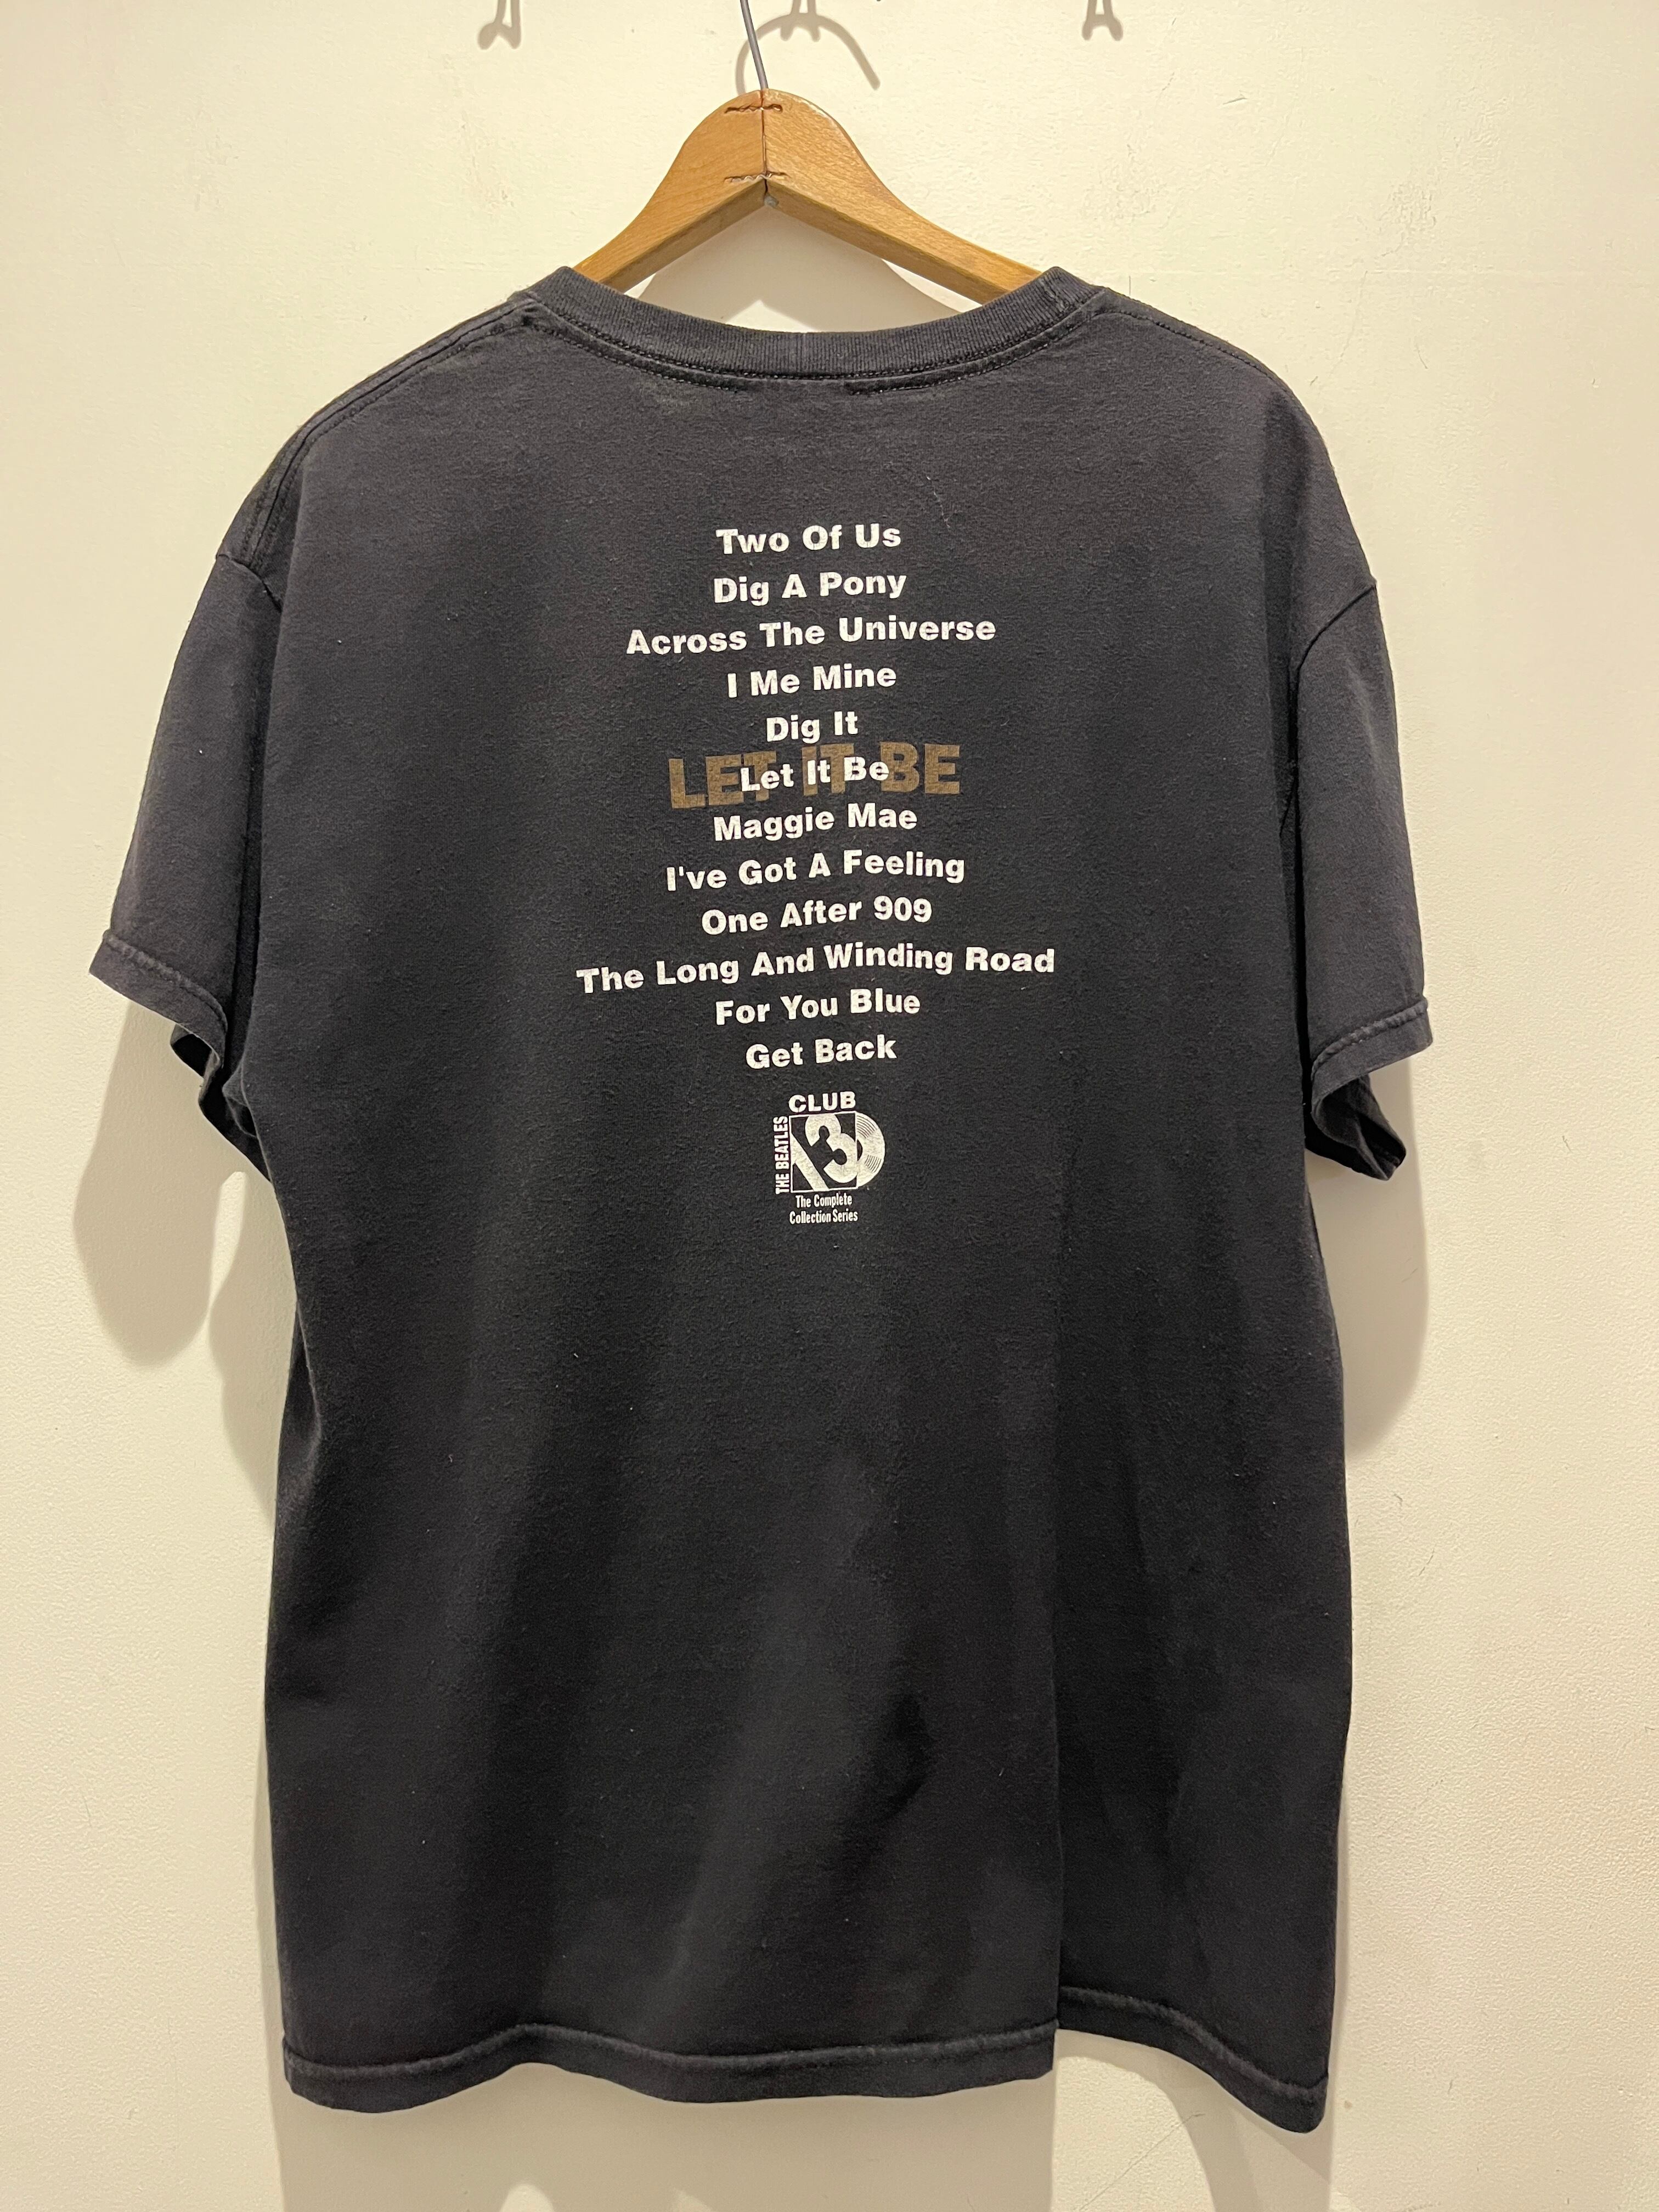 Two Of Us
Dig A Pony
Across The Universe
I Me Mine
Dig It
LET IT BE
Let It Be
Maggie Mae
I've Got A Feeling
One After 909
The Long And Winding Road
For You Blue
Get Back
CLUB
THE BEATLES
13
The Complete
Collection Series